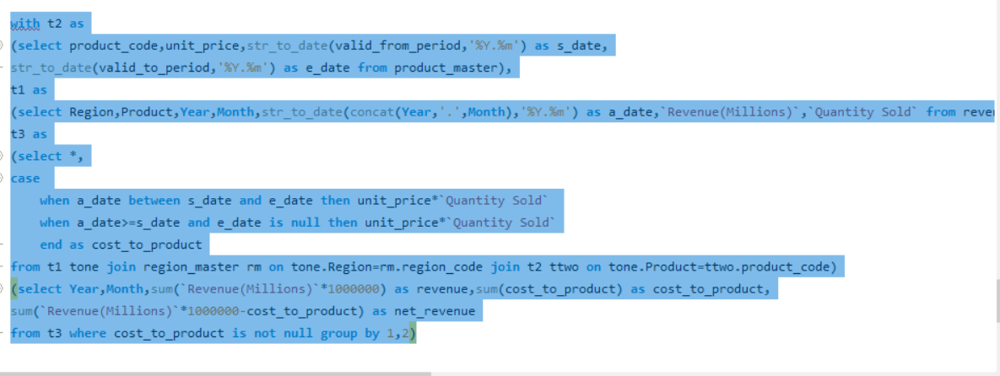 with t2 as
(select product_code,unit_price,str_to_date(valid_from_period,'%Y.%m') as s_date,
str_to_date(valid_to_period,'%Y.%m') as e_date from product_master),
t1 as
(select Region,Product,Year,Month,str_to_date(concat(Year,'.',Month),'%Y.%m') as a_date,`Revenue(Millions)`,`Quantity Sold` from
t3 as
(select *,
case
when a_date between s_date and e_date then unit_price*`Quantity Sold`
when a_date>=s_date and e_date is null then unit_price*`Quantity Sold`
end as cost_to_product
from t1 tone join region_master rm on tone.Region=rm.region_code join t2 ttwo on tone.Product=ttwo.product_code)
(select Year,Month,sum(`Revenue(Millions)`*1000000) as revenue,sum(cost_to_product) as cost_to_product,
sum(`Revenue(Millions)`*1000000-cost_to_product) as net_revenue
from t3 where cost_to_product is not null group by 1,2)